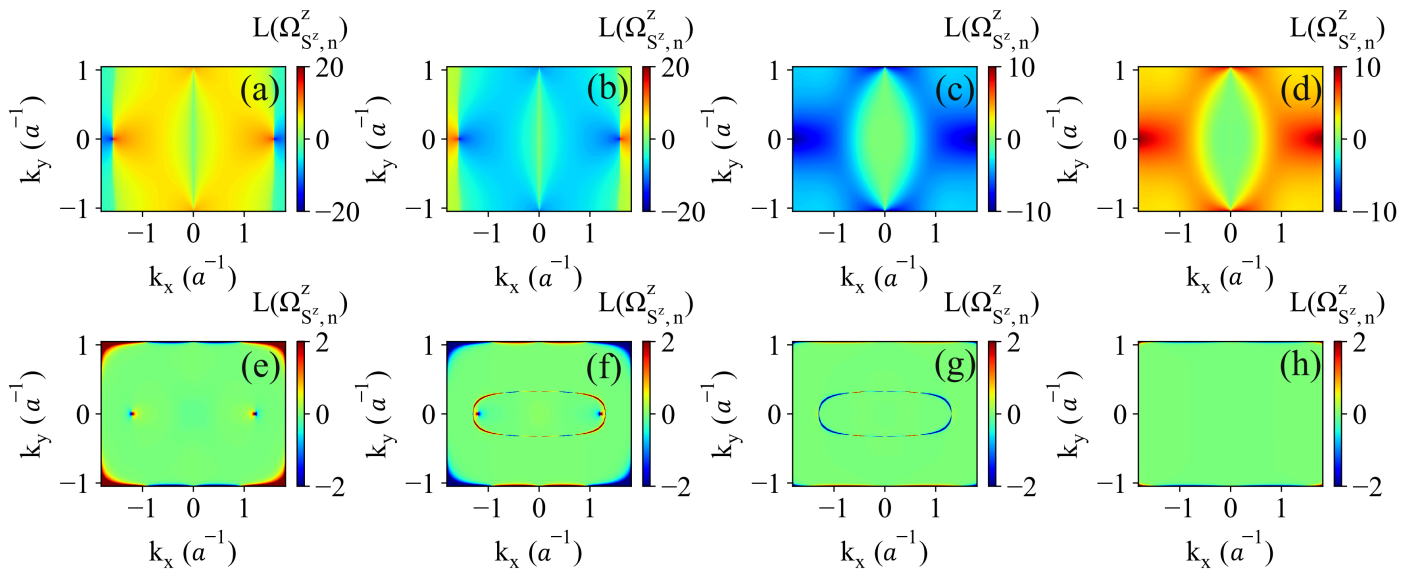 L(Ω^z_{S^z, n}) L(Ω^z_{S^z, n}) L(Ω^z_{S^z, n}) L(Ω^z_{S^z, n})
1 (a) 20 1 (b) 20 1 (c) 10 1 (d) 10
k_y (a^{-1}) 0 0 k_y (a^{-1}) 0 0 k_y (a^{-1}) 0 0 k_y (a^{-1}) 0 0
−1 −20 −1 −20 −1 −10 −1 −10
−1 0 1 −1 0 1 −1 0 1 −1 0 1
k_x (a^{-1}) k_x (a^{-1}) k_x (a^{-1}) k_x (a^{-1})
L(Ω^z_{S^z, n}) L(Ω^z_{S^z, n}) L(Ω^z_{S^z, n}) L(Ω^z_{S^z, n})
1 (e) 2 1 (f) 2 1 (g) 2 1 (h) 2
k_y (a^{-1}) 0 0 k_y (a^{-1}) 0 0 k_y (a^{-1}) 0 0 k_y (a^{-1}) 0 0
−1 −2 −1 −2 −1 −2 −1 −2
−1 0 1 −1 0 1 −1 0 1 −1 0 1
k_x (a^{-1}) k_x (a^{-1}) k_x (a^{-1}) k_x (a^{-1})